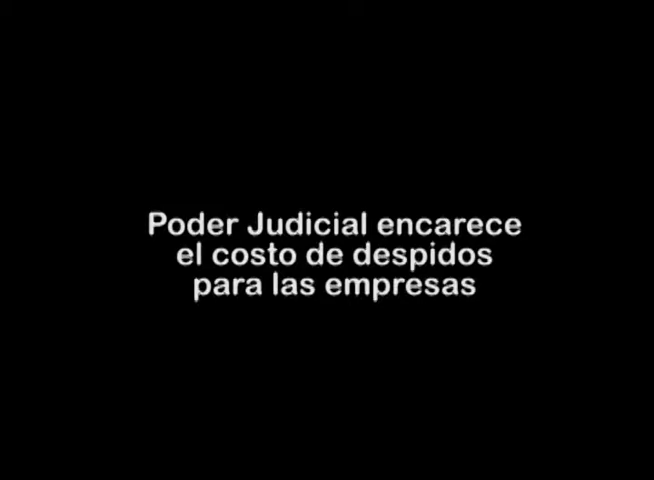 Poder Judicial encarece
el costo de despidos
para las empresas